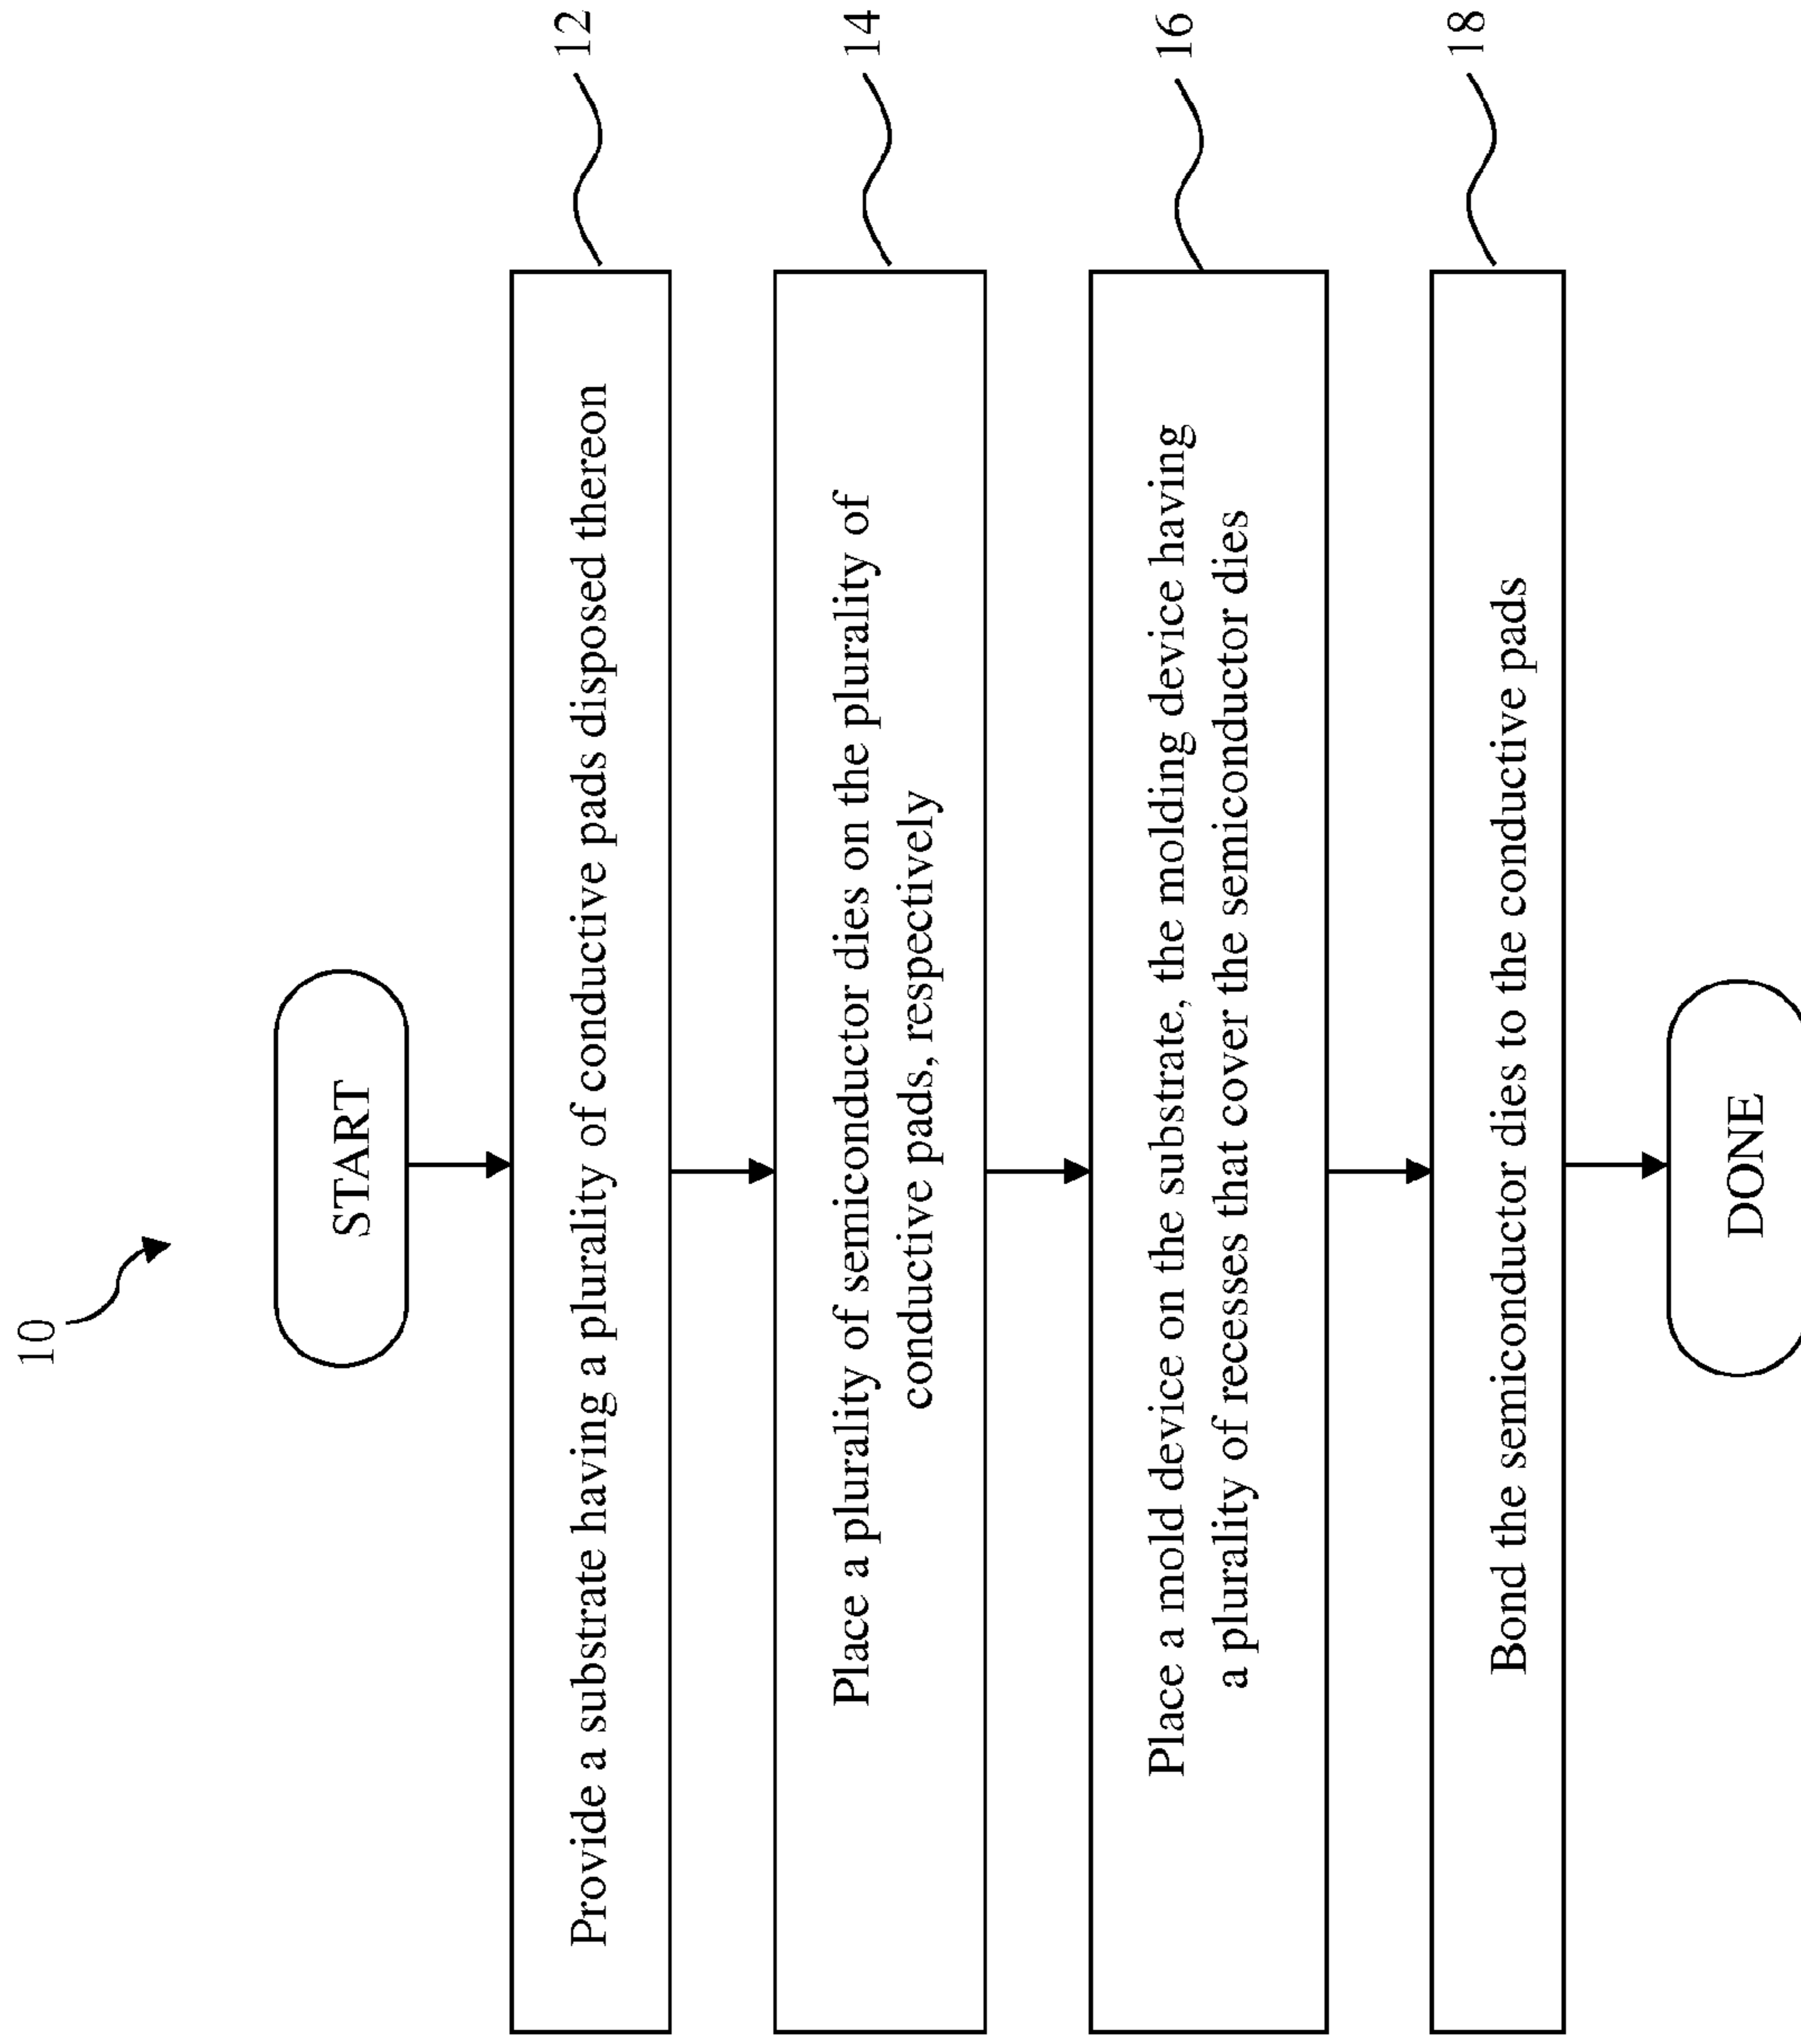 10
START
Provide a substrate having a plurality of conductive pads disposed thereon
12
Place a plurality of semiconductor dies on the plurality of
conductive pads, respectively
14
Place a mold device on the substrate, the molding device having
a plurality of recesses that cover the semiconductor dies
16
Bond the semiconductor dies to the conductive pads
18
DONE